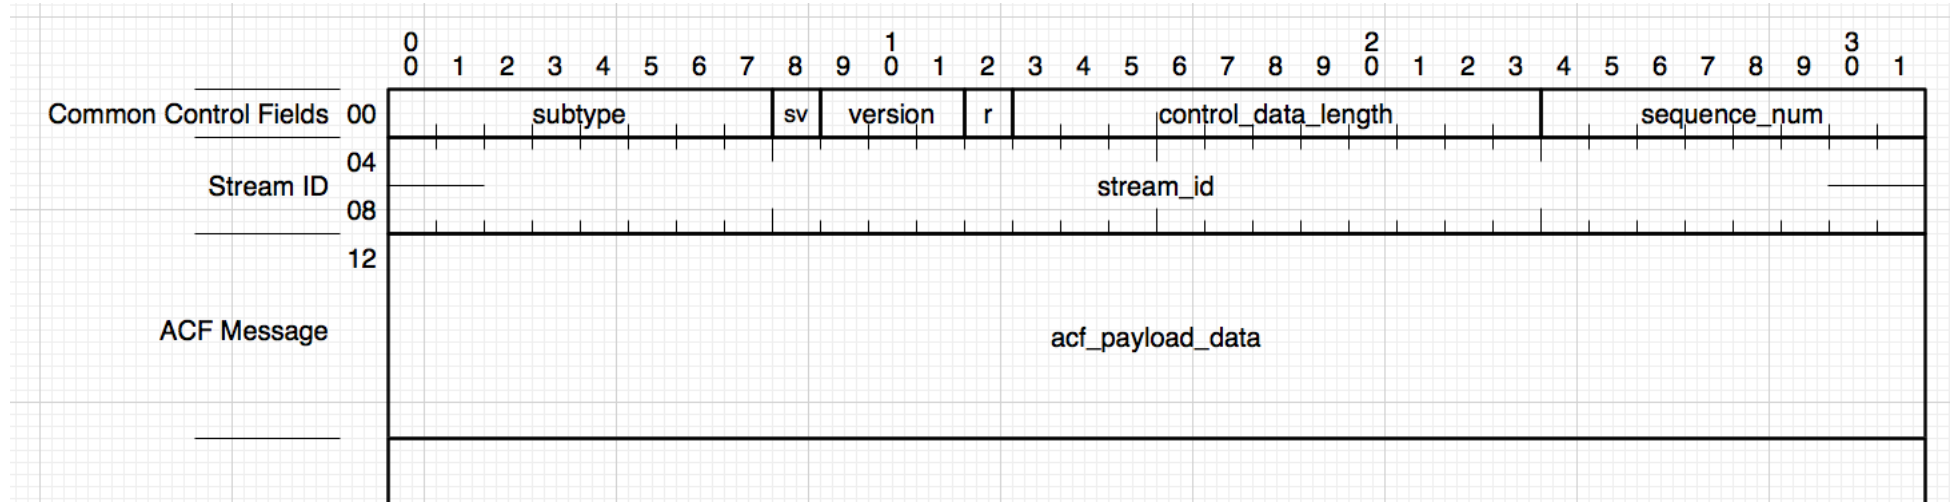 0 1 2 3
0 1 2 3 4 5 6 7 8 9 0 1 2 3 4 5 6 7 8 9 0 1 2 3 4 5 6 7 8 9 0 1
Common Control Fields 00 subtype sv version r control_data_length sequence_num
04
Stream ID stream_id
08
12
ACF Message acf_payload_data